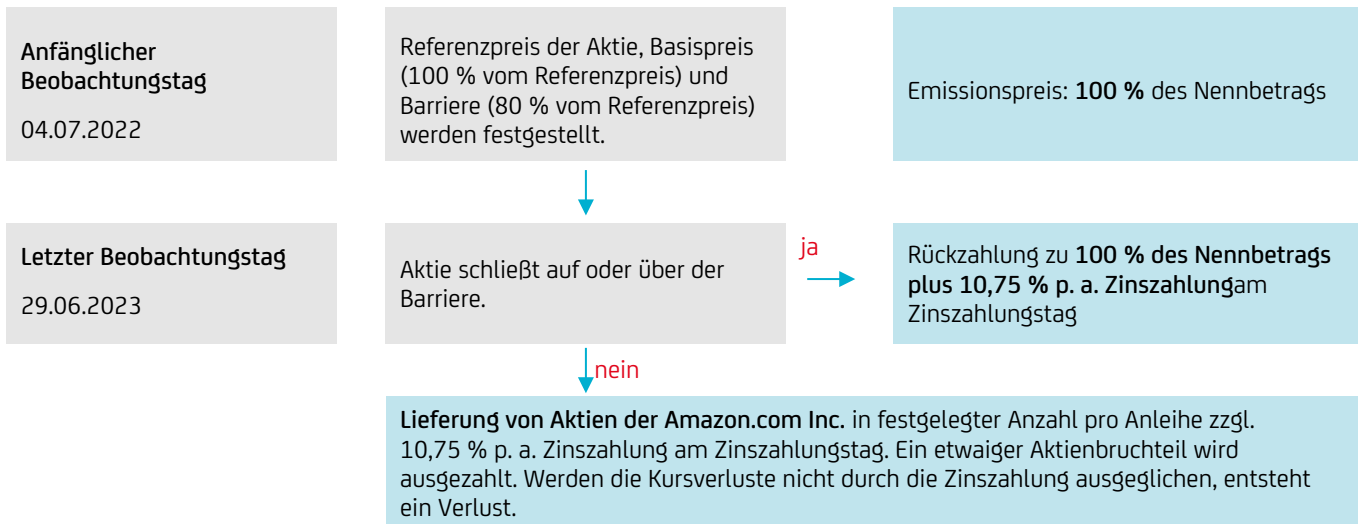 Anfänglicher
Beobachtungstag
04.07.2022
Referenzpreis der Aktie, Basispreis
(100 % vom Referenzpreis) und
Barriere (80 % vom Referenzpreis)
werden festgestellt.
Emissionspreis: 100 % des Nennbetrags
Letzter Beobachtungstag
29.06.2023
Aktie schließt auf oder über der
Barriere.
ja
Rückzahlung zu 100 % des Nennbetrags
plus 10,75 % p. a. Zinszahlungam
Zinszahlungstag
nein
Lieferung von Aktien der Amazon.com Inc. in festgelegter Anzahl pro Anleihe zzgl.
10,75 % p. a. Zinszahlung am Zinszahlungstag. Ein etwaiger Aktienbruchteil wird
ausgezahlt. Werden die Kursverluste nicht durch die Zinszahlung ausgeglichen, entsteht
ein Verlust.